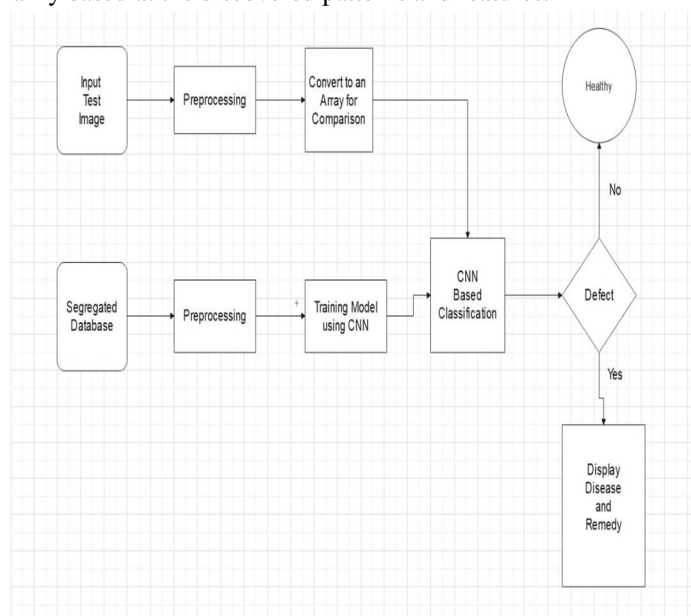 Input
Test
Image
Preprocessing
Convert to an
Array for
Comparison
Healthy
No
Segregated
Database
Preprocessing
Training Model
using CNN
CNN
Based
Classification
Defect
Yes
Display
Disease
and
Remedy